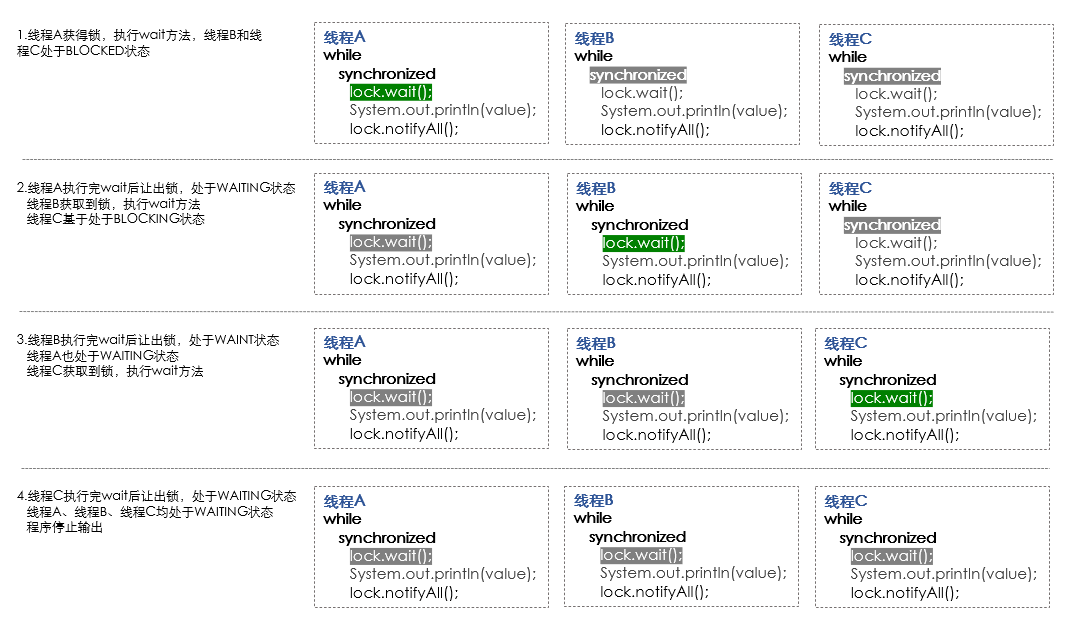 1.线程A获得锁，执行wait方法，线程B和线
程C处于BLOCKED状态
线程A
while
synchronized
lock.wait();
System.out.println(value);
lock.notifyAll();
线程B
while
synchronized
lock.wait();
System.out.println(value);
lock.notifyAll();
线程C
while
synchronized
lock.wait();
System.out.println(value);
lock.notifyAll();
2.线程A执行完wait后让出锁，处于WAITING状态
线程B获取到锁，执行wait方法
线程C基于处于BLOCKING状态
线程A
while
synchronized
lock.wait();
System.out.println(value);
lock.notifyAll();
线程B
while
synchronized
lock.wait();
System.out.println(value);
lock.notifyAll();
线程C
while
synchronized
lock.wait();
System.out.println(value);
lock.notifyAll();
3.线程B执行完wait后让出锁，处于WAINT状态
线程A也处于WAITING状态
线程C获取到锁，执行wait方法
线程A
while
synchronized
lock.wait();
System.out.println(value);
lock.notifyAll();
线程B
while
synchronized
lock.wait();
System.out.println(value);
lock.notifyAll();
线程C
while
synchronized
lock.wait();
System.out.println(value);
lock.notifyAll();
4.线程C执行完wait后让出锁，处于WAITING状态
线程A、线程B、线程C均处于WAITING状态
程序停止输出
线程A
while
synchronized
lock.wait();
System.out.println(value);
lock.notifyAll();
线程B
while
synchronized
lock.wait();
System.out.println(value);
lock.notifyAll();
线程C
while
synchronized
lock.wait();
System.out.println(value);
lock.notifyAll();